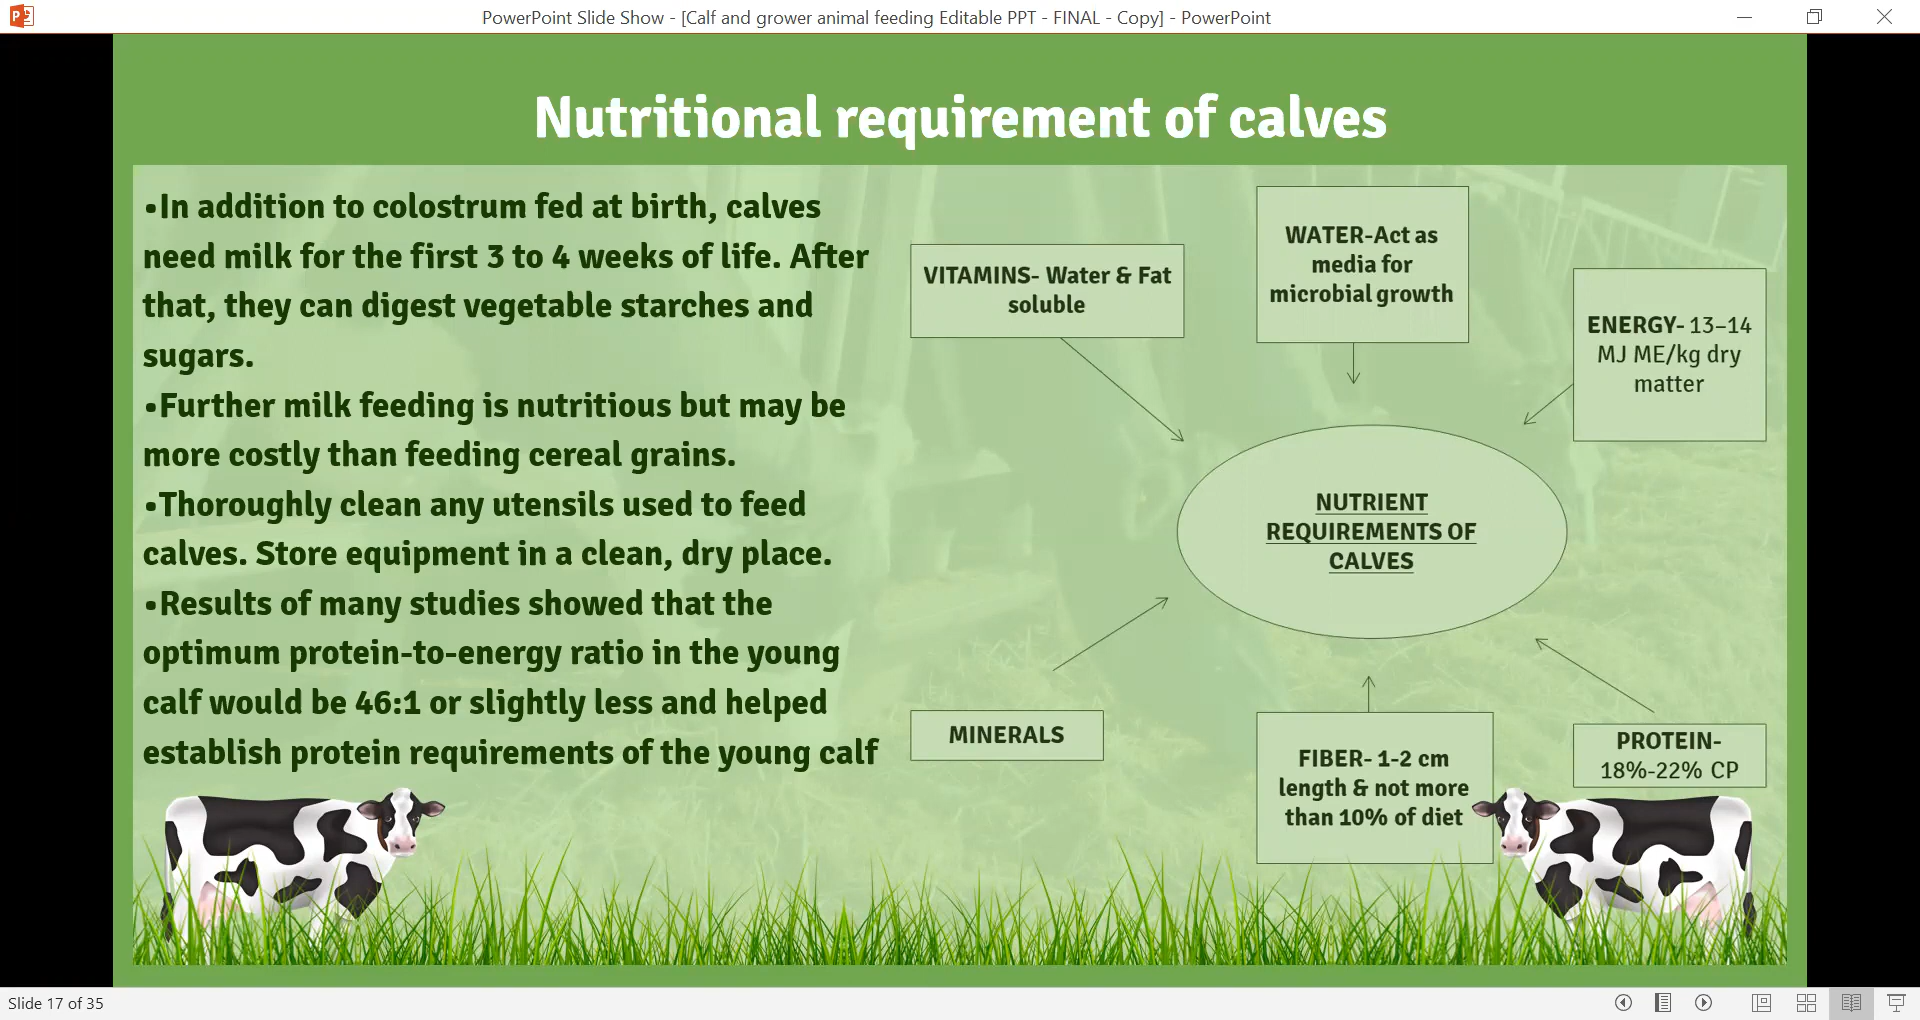 PowerPoint Slide Show - [Calf and grower animal feeding Editable PPT - FINAL - Copy] - PowerPoint
Nutritional requirement of calves
•In addition to colostrum fed at birth, calves
need milk for the first 3 to 4 weeks of life. After
that, they can digest vegetable starches and
sugars.
•Further milk feeding is nutritious but may be
more costly than feeding cereal grains.
•Thoroughly clean any utensils used to feed
calves. Store equipment in a clean, dry place.
•Results of many studies showed that the
optimum protein-to-energy ratio in the young
calf would be 46:1 or slightly less and helped
establish protein requirements of the young calf
VITAMINS- Water & Fat
soluble
WATER-Act as
media for
microbial growth
ENERGY- 13–14
MJ ME/kg dry
matter
NUTRIENT
REQUIREMENTS OF
CALVES
MINERALS
FIBER- 1-2 cm
length & not more
than 10% of diet
PROTEIN-
18%-22% CP
Slide 17 of 35